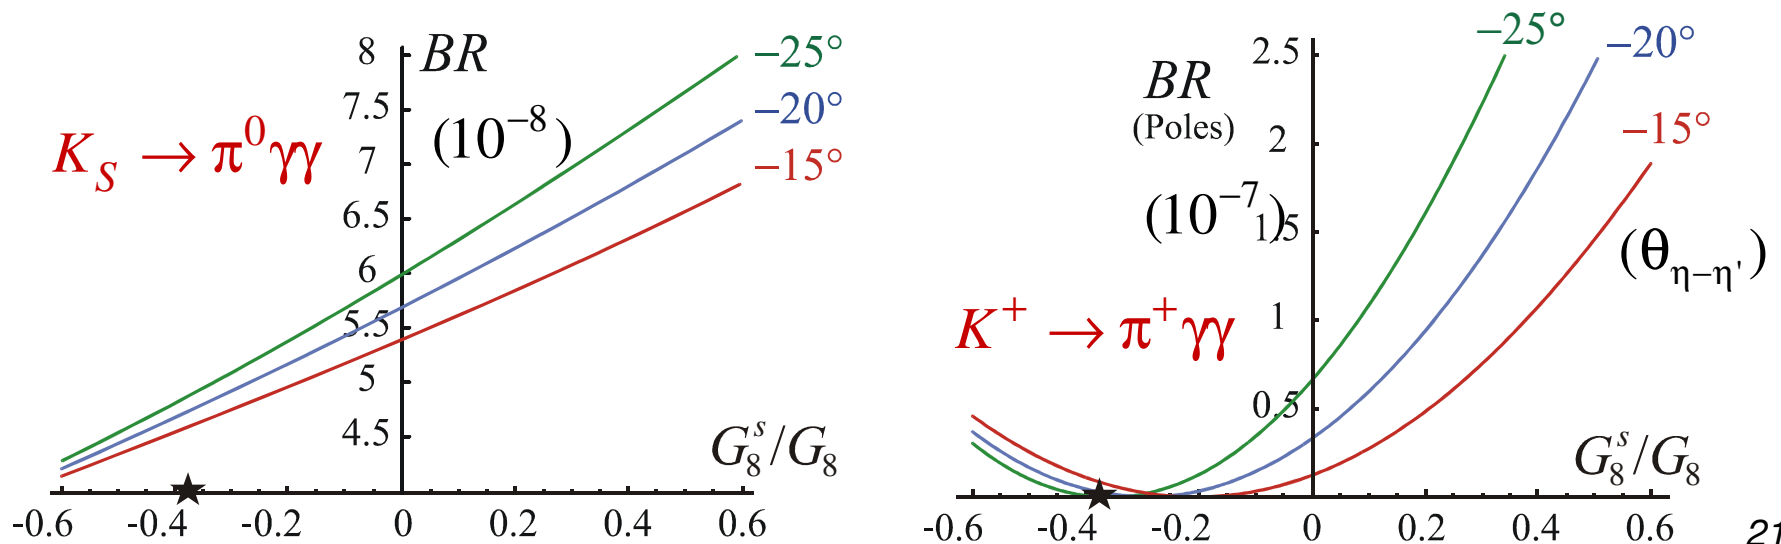 8 BR −25°
7.5 −20°
K_S → π⁰γγ (10⁻⁸)
7 −15°
6.5
6
5.5
5
4.5 G₈ˢ/G₈
-0.6 -0.4 -0.2 0 0.2 0.4 0.6
−25°
2.5 −20°
BR
(Poles) 2 −15°
(10⁻⁷) 1,5 (θ_η−η')
K⁺ → π⁺γγ 1
0.5
G₈ˢ/G₈
-0.6 -0.4 -0.2 0 0.2 0.4 0.6
21